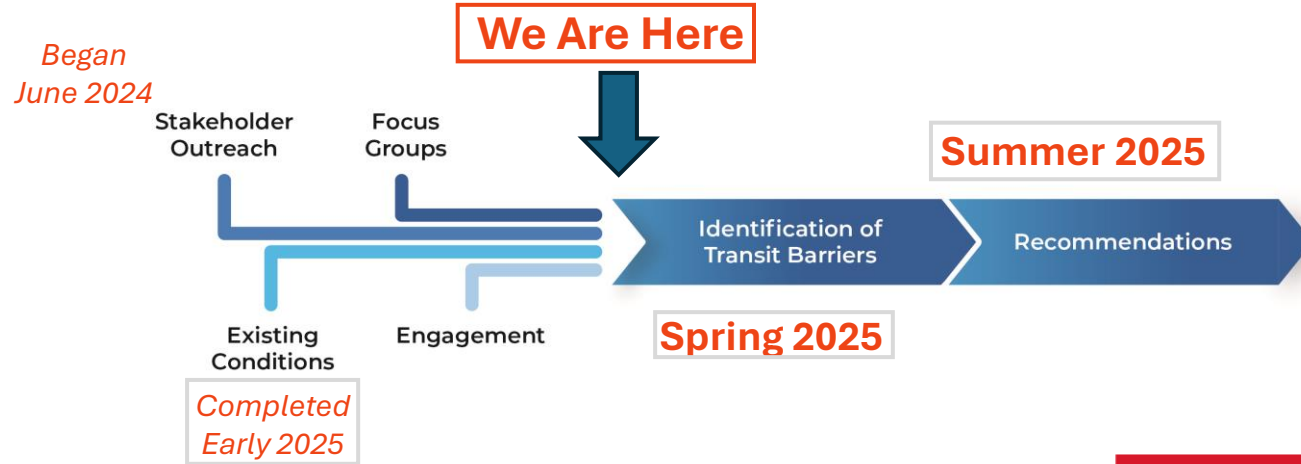 We Are Here
Began
June 2024
Stakeholder
Outreach
Focus
Groups
Summer 2025
Identification of
Transit Barriers
Recommendations
Existing
Conditions
Engagement
Spring 2025
Completed
Early 2025